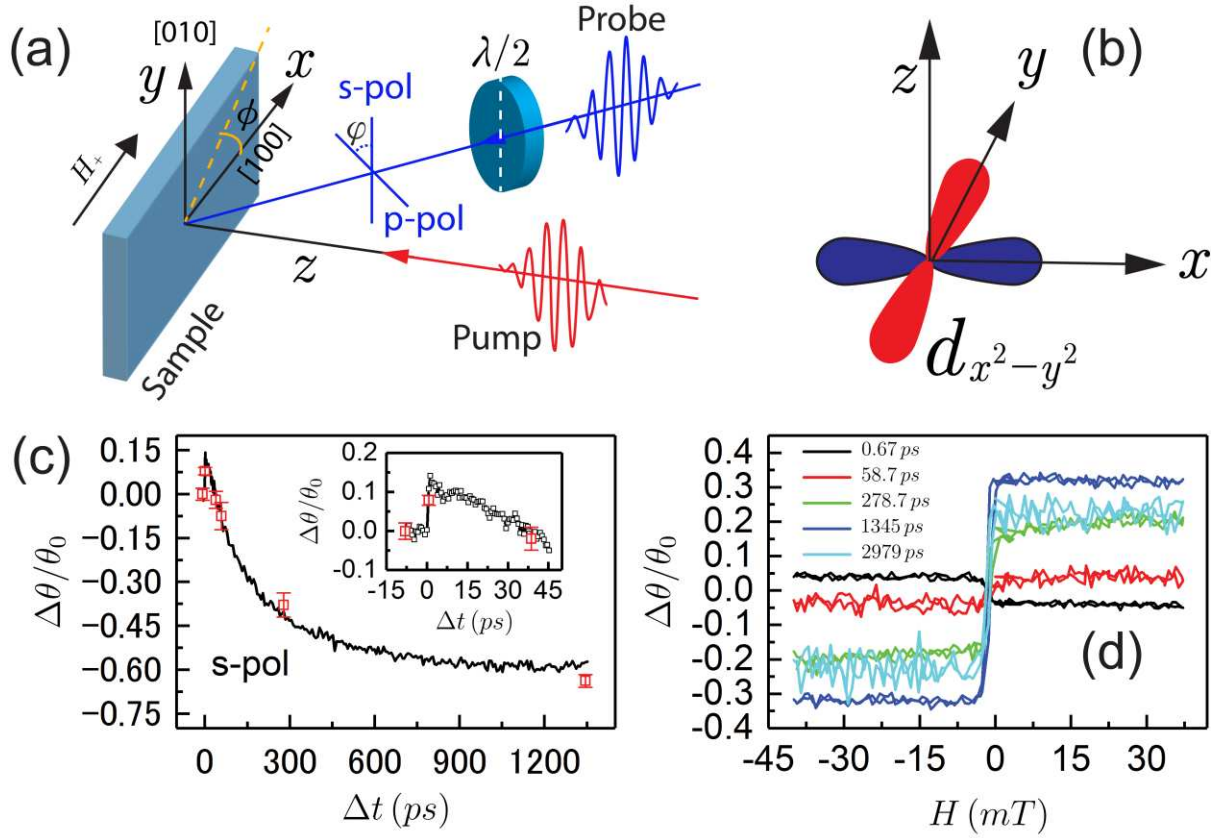 (a)
[010]
y
x
H₊
ϕ
[100]
z
Sample
s-pol
φ
p-pol
λ/2
Probe
Pump
(b)
z
y
x
d_{x²−y²}
(c)
Δθ/θ₀
0.15
0.00
−0.15
−0.30
−0.45
−0.60
−0.75
0 300 600 900 1200
Δt (ps)
s-pol
Δθ/θ₀
0.2
0.1
0.0
-0.1
-15 0 15 30 45
Δt (ps)
(d)
Δθ/θ₀
0.4
0.3
0.2
0.1
0.0
-0.1
-0.2
-0.3
-0.4
0.67 ps
58.7 ps
278.7 ps
1345 ps
2979 ps
-45 -30 -15 0 15 30
H (mT)